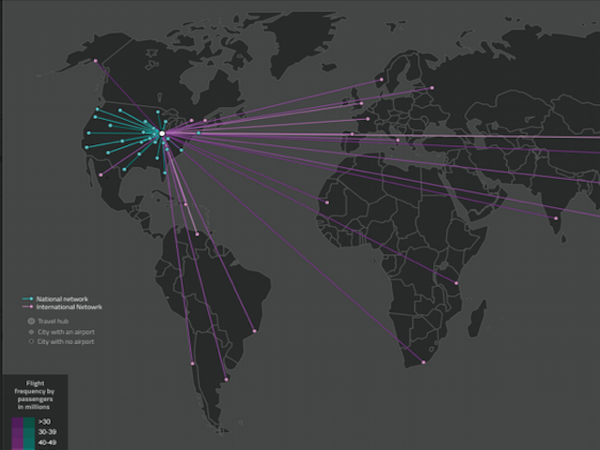 National network
International Netowrk
Travel hub
City with an airport
City with no airport
Flight
frequency by
passengers
in millions
>30
30-39
40-49